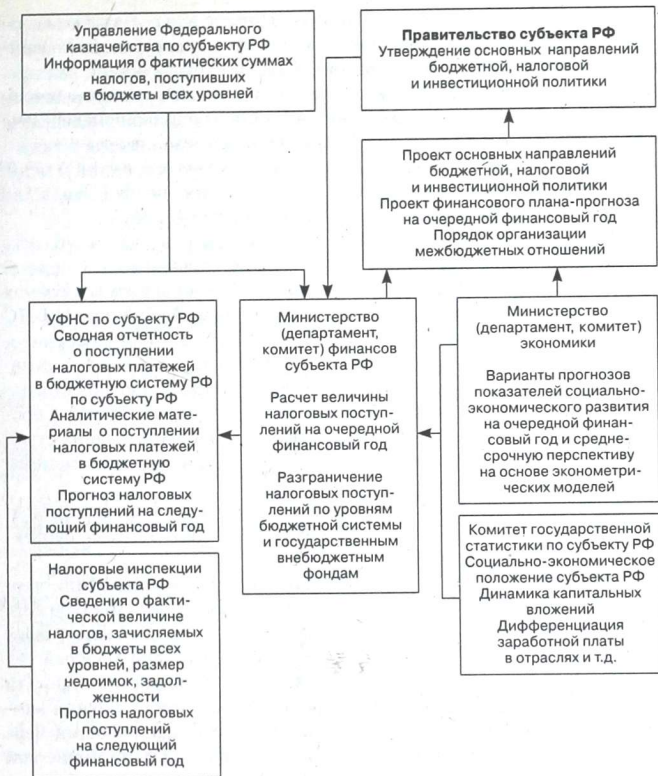 Управление Федерального
казначейства по субъекту РФ
Информация о фактических суммах
налогов, поступивших
в бюджеты всех уровней
Правительство субъекта РФ
Утверждение основных направлений
бюджетной, налоговой
и инвестиционной политики
Проект основных направлений
бюджетной, налоговой
и инвестиционной политики
Проект финансового плана-прогноза
на очередной финансовый год
Порядок организации
межбюджетных отношений
УФНС по субъекту РФ
Сводная отчетность
о поступлении
налоговых платежей
в бюджетную систему РФ
по субъекту РФ
Аналитические мате-
риалы о поступлении
налоговых платежей
в бюджетную
систему РФ
Прогноз налоговых
поступлений на следу-
ющий финансовый год
Министерство
(департамент,
комитет) финансов
субъекта РФ
Расчет величины
налоговых поступ-
лений на очередной
финансовый год
Разграничение
налоговых поступ-
лений по уровням
бюджетной системы
и государственным
внебюджетным
фондам
Министерство
(департамент, комитет)
экономики
Варианты прогнозов
показателей социально-
экономического развития
на очередной финан-
совый год и средне-
срочную перспективу
на основе эконометри-
ческих моделей
Налоговые инспекции
субъекта РФ
Сведения о факти-
ческой величине
налогов, зачисляемых
в бюджеты всех
уровней, размер
недоимок, задол-
женности
Прогноз налоговых
поступлений
на следующий
финансовый год
Комитет государственной
статистики по субъекту РФ
Социально-экономическое
положение субъекта РФ
Динамика капитальных
вложений
Дифференциация
заработной платы
в отраслях и т.д.